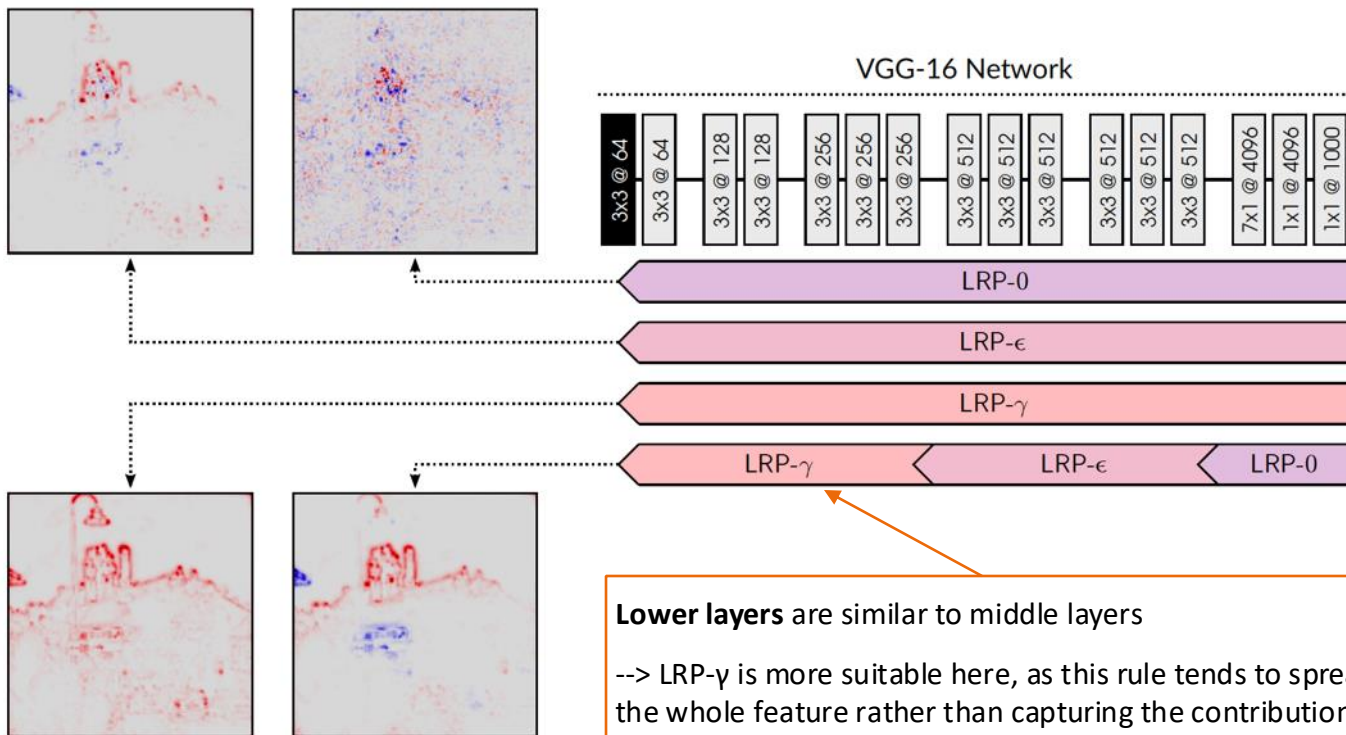 VGG-16 Network
3x3 @ 64
3x3 @ 64
3x3 @ 128
3x3 @ 128
3x3 @ 256
3x3 @ 256
3x3 @ 256
3x3 @ 512
3x3 @ 512
3x3 @ 512
3x3 @ 512
3x3 @ 512
3x3 @ 512
7x1 @ 4096
1x1 @ 4096
1x1 @ 1000
LRP-0
LRP-ϵ
LRP-γ
LRP-γ LRP-ϵ LRP-0
Lower layers are similar to middle layers
--> LRP-γ is more suitable here, as this rule tends to sprea
the whole feature rather than capturing the contribution